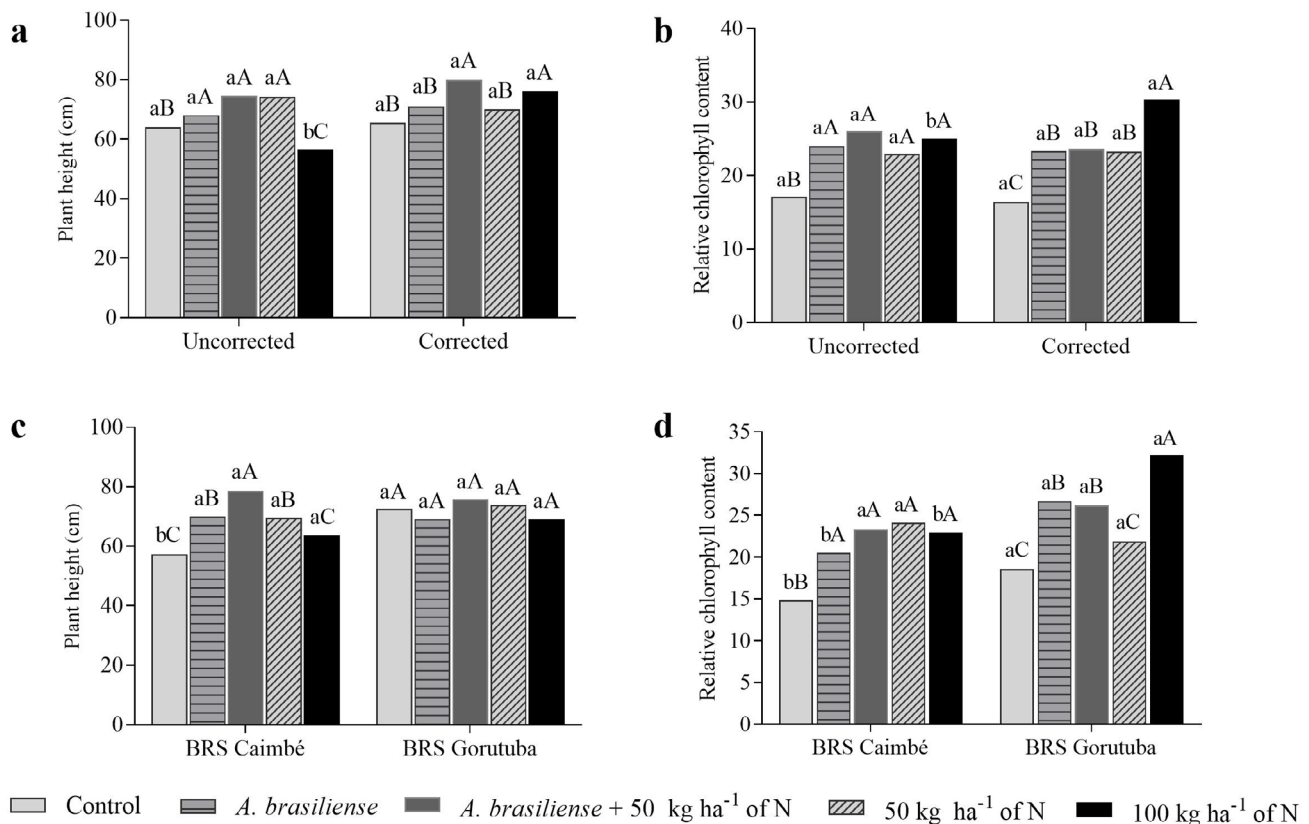 a
Plant height (cm)
100
80
60
40
20
0
aB aA aA aA bC
aB aB aA aB aA
Uncorrected Corrected
b
Relative chlorophyll content
40
30
20
10
0
aB aA aA aA bA
aC aB aB aB aA
Uncorrected Corrected
c
Plant height (cm)
100
80
60
40
20
0
bC aB aA aB aC
aA aA aA aA aA
BRS Caimbé BRS Gorutuba
d
Relative chlorophyll content
35
30
25
20
15
10
5
0
bB bA aA aA bA
aC aB aB aC aA
BRS Caimbé BRS Gorutuba
Control A. brasiliense A. brasiliense + 50 kg ha⁻¹ of N 50 kg ha⁻¹ of N 100 kg ha⁻¹ of N